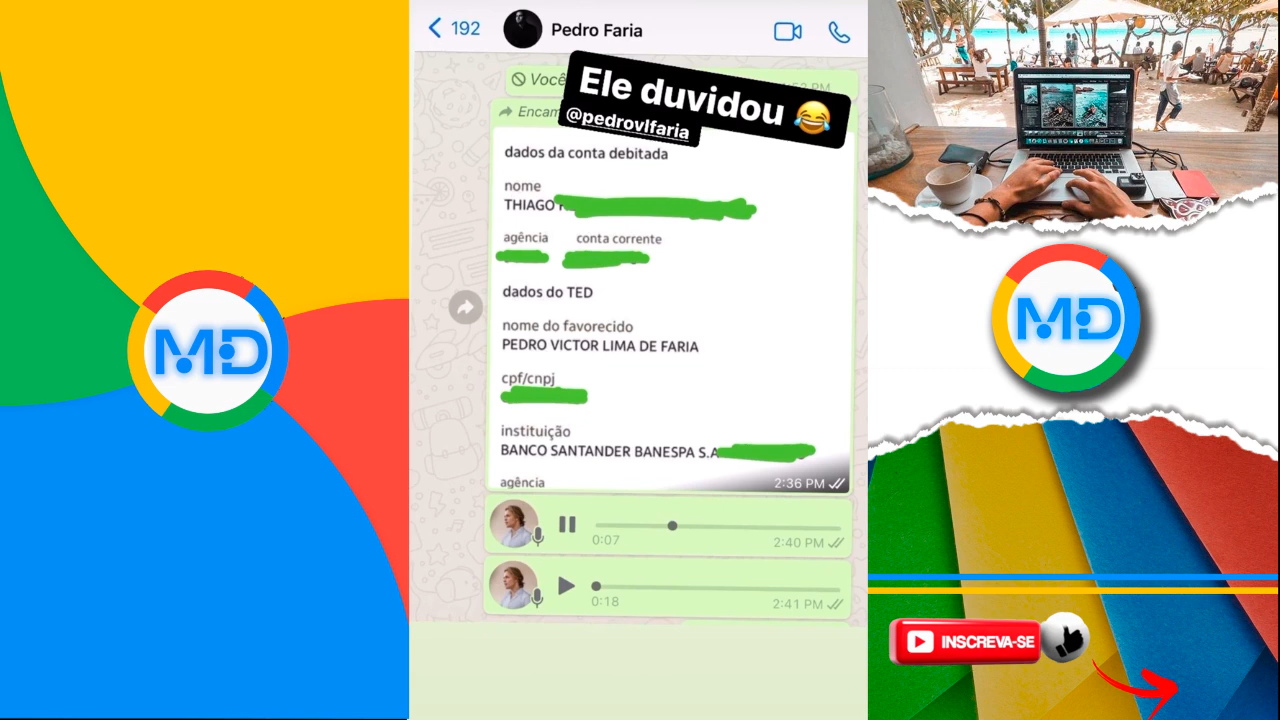 MD
192
Pedro Faria
Você
Ele duvidou 😂
@pedrovlfaria
Encam
dados da conta debitada
nome
THIAGO
agência conta corrente
dados do TED
nome do favorecido
PEDRO VICTOR LIMA DE FARIA
cpf/cnpj
instituição
BANCO SANTANDER BANESPA S.A
agência
2:36 PM
0:07 2:40 PM
0:18 2:41 PM
MD
INSCREVA-SE